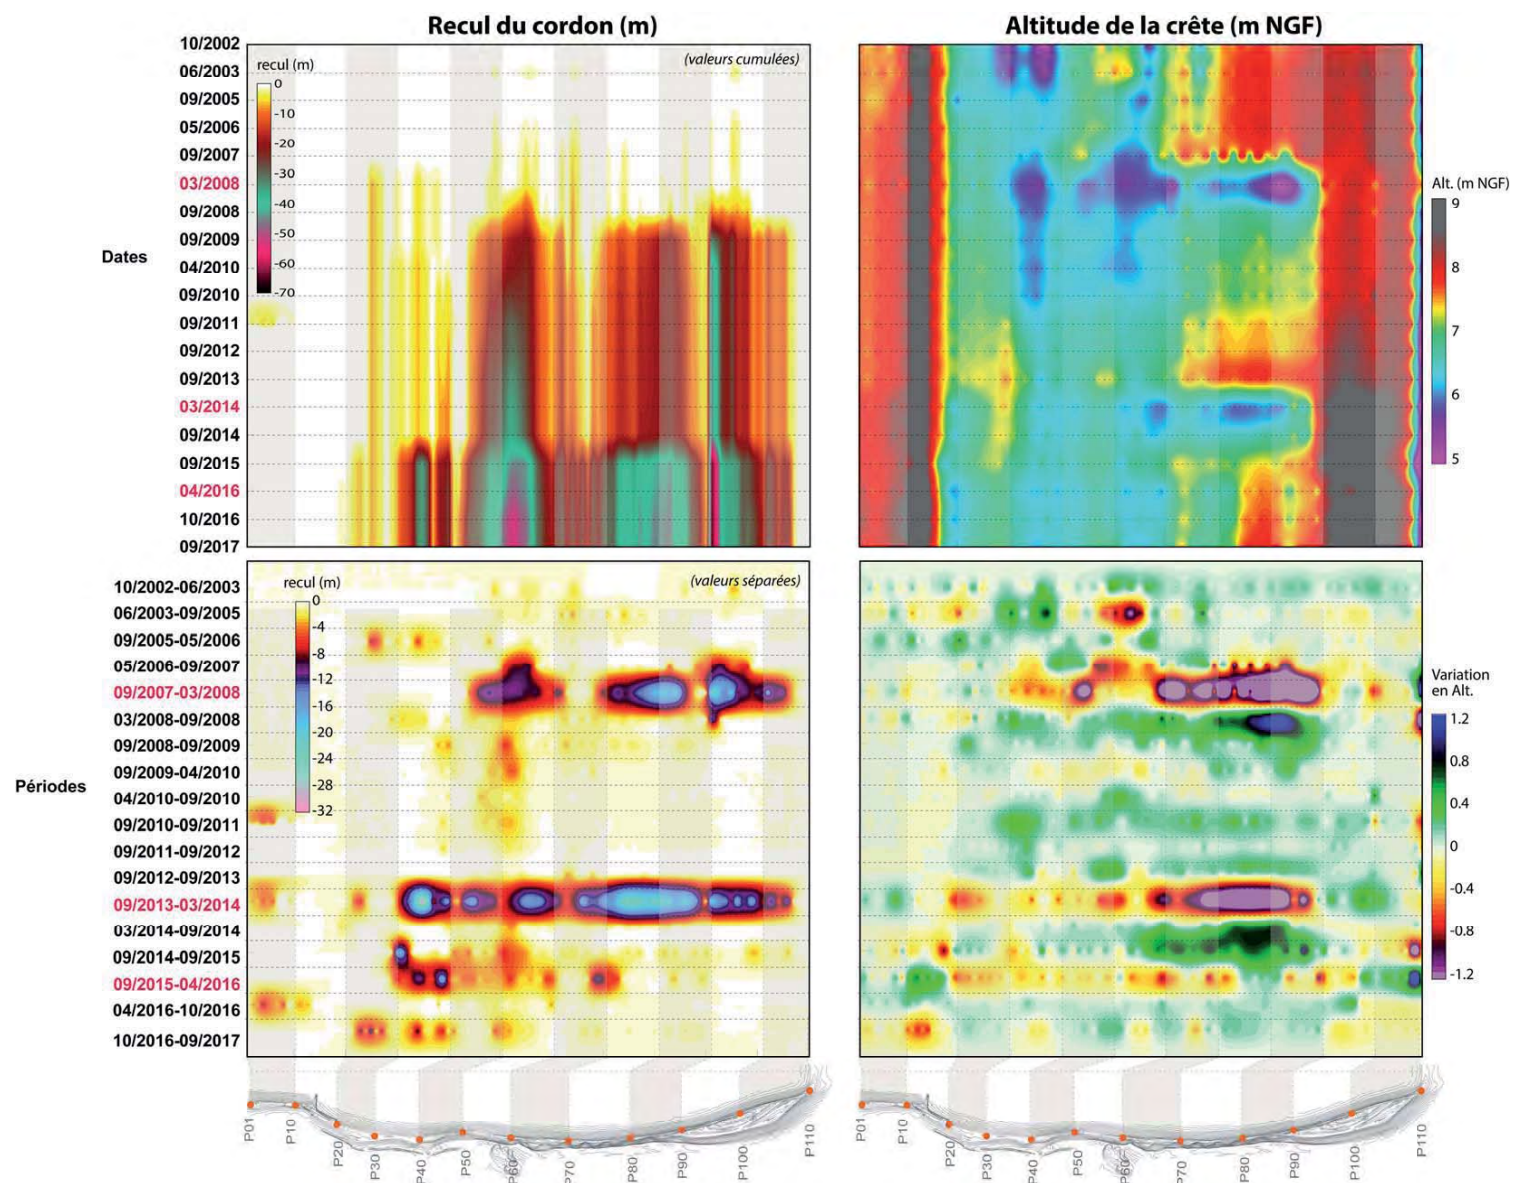 Recul du cordon (m)
Altitude de la crête (m NGF)
Dates
10/2002
06/2003
09/2005
05/2006
09/2007
03/2008
09/2008
09/2009
04/2010
09/2010
09/2011
09/2012
09/2013
03/2014
09/2014
09/2015
04/2016
10/2016
09/2017
recul (m)
0
-10
-20
-30
-40
-50
-60
-70
(valeurs cumulées)
Alt. (m NGF)
9
8
7
6
5
Périodes
10/2002-06/2003
06/2003-09/2005
09/2005-05/2006
05/2006-09/2007
09/2007-03/2008
03/2008-09/2008
09/2008-09/2009
09/2009-04/2010
04/2010-09/2010
09/2010-09/2011
09/2011-09/2012
09/2012-09/2013
09/2013-03/2014
03/2014-09/2014
09/2014-09/2015
09/2015-04/2016
04/2016-10/2016
10/2016-09/2017
recul (m)
0
-4
-8
-12
-16
-20
-24
-28
-32
(valeurs séparées)
Variation
en Alt.
1.2
0.8
0.4
0
-0.4
-0.8
-1.2
P01
P10
P20
P30
P40
P50
P60
P70
P80
P90
P100
P110
P01
P10
P20
P30
P40
P50
P60
P70
P80
P90
P100
P110